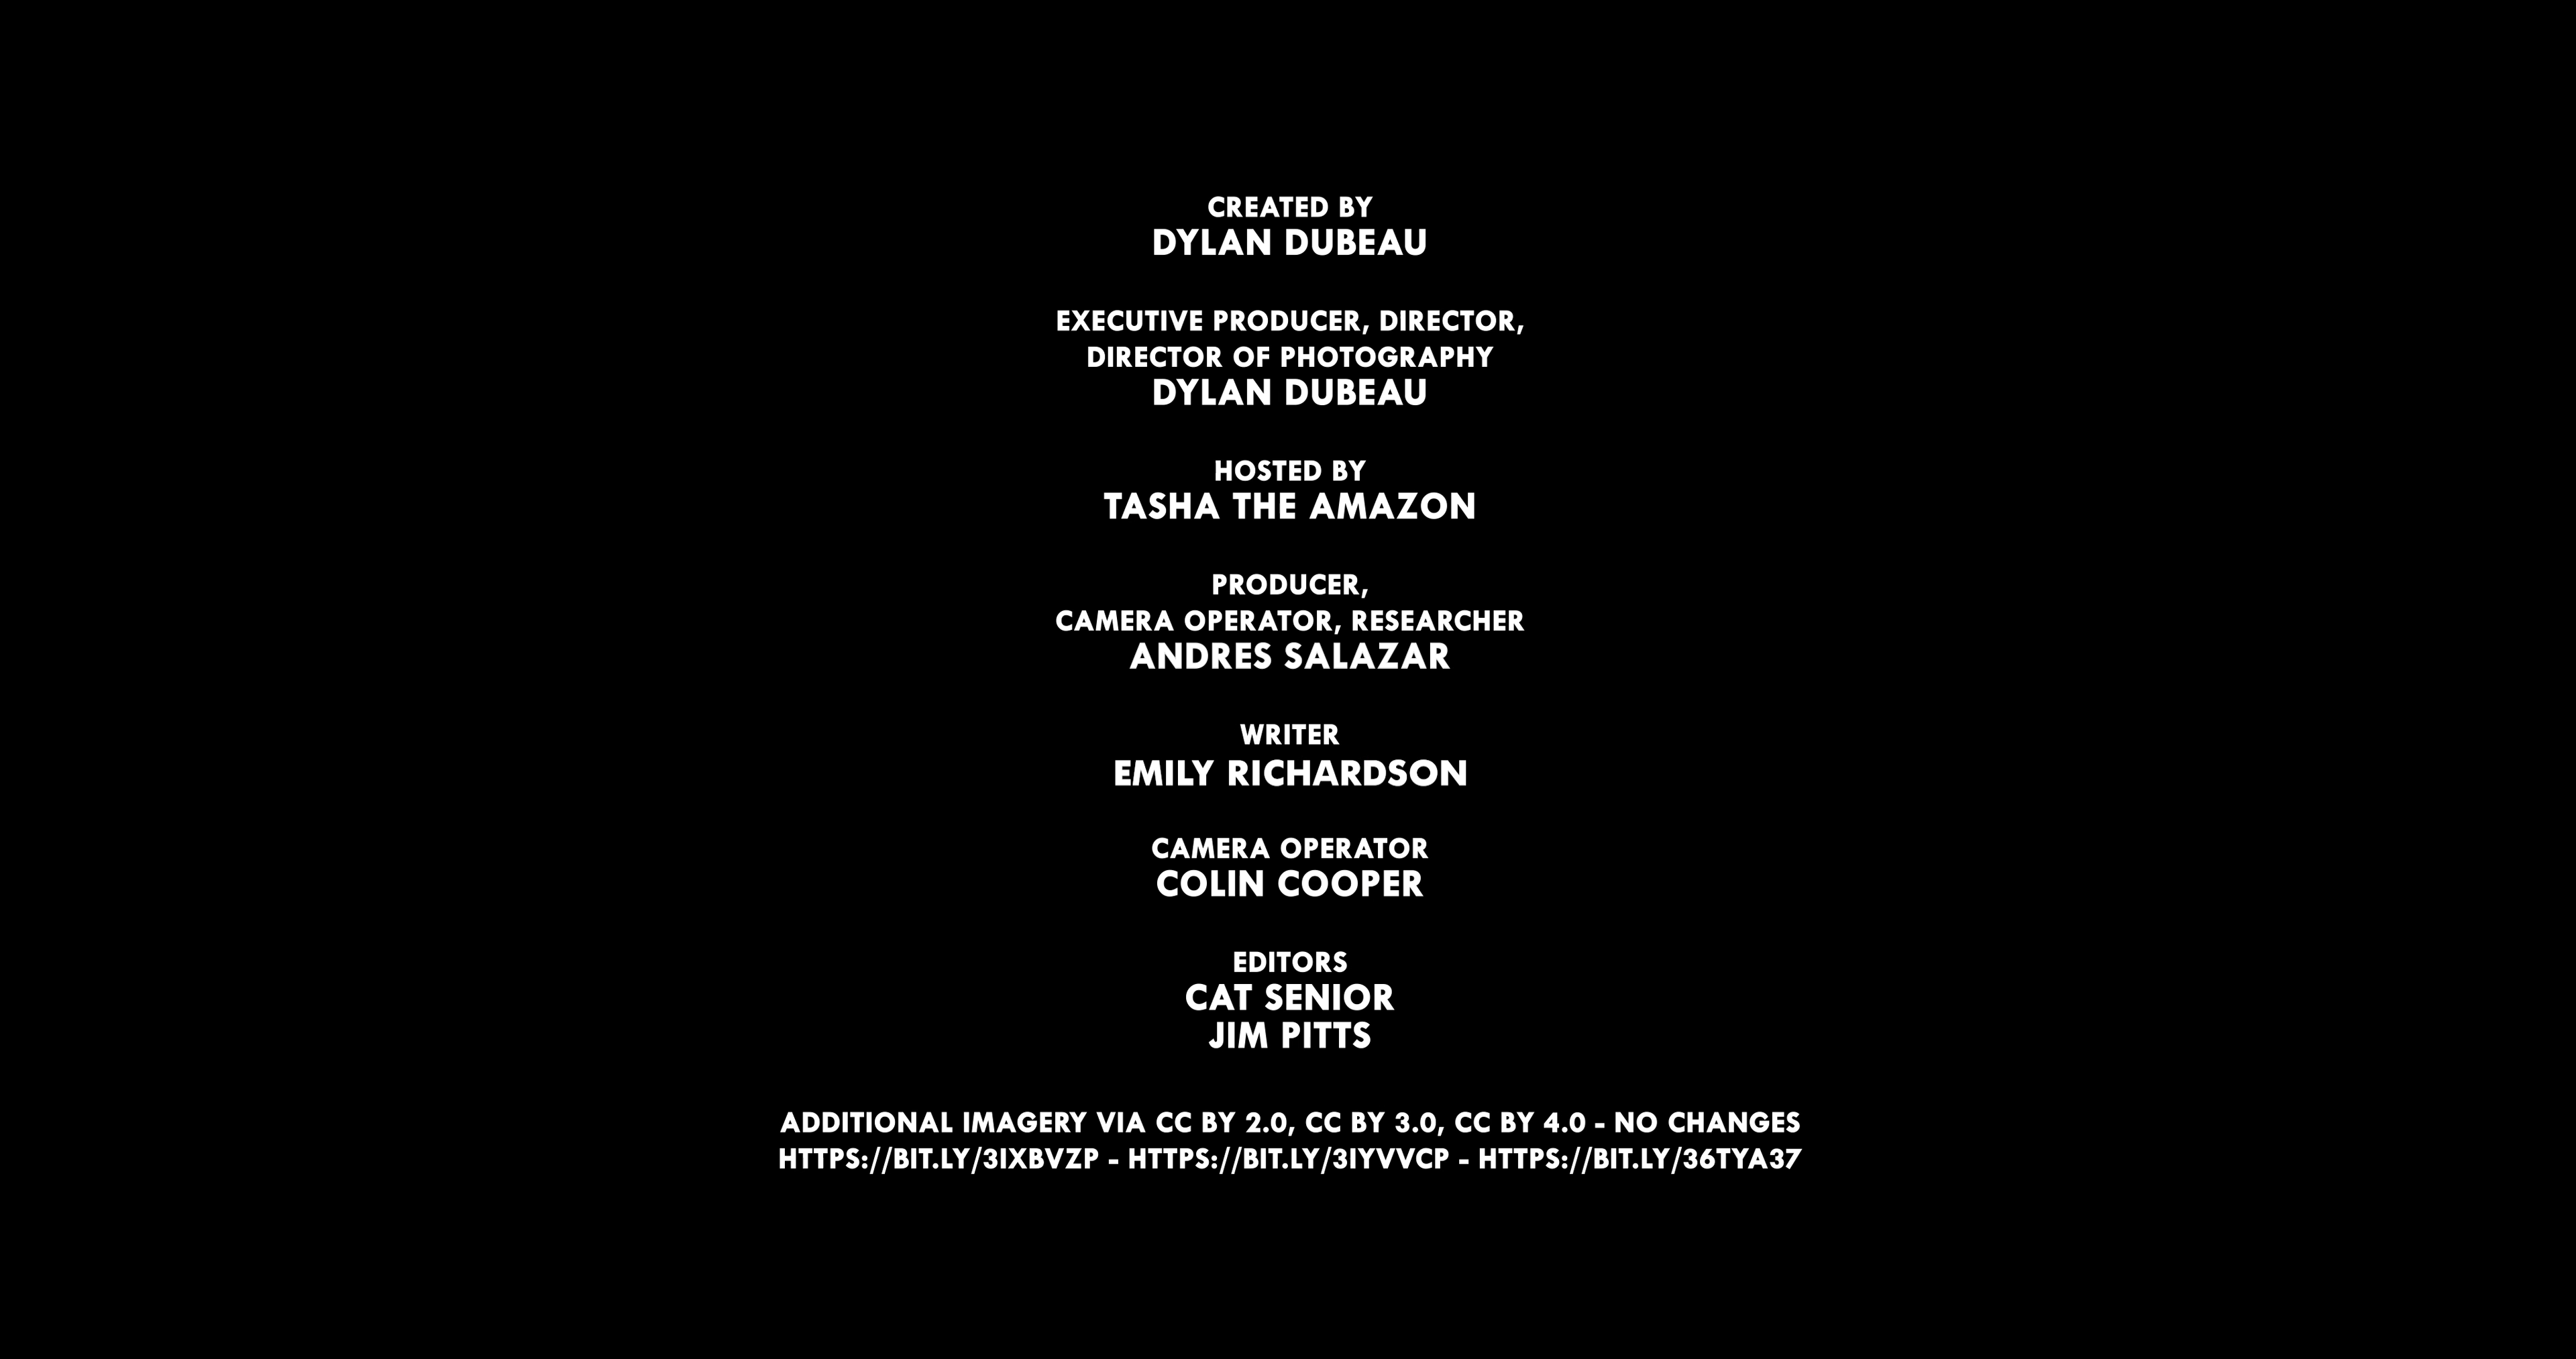 CREATED BY
DYLAN DUBEAU
EXECUTIVE PRODUCER, DIRECTOR,
DIRECTOR OF PHOTOGRAPHY
DYLAN DUBEAU
HOSTED BY
TASHA THE AMAZON
PRODUCER,
CAMERA OPERATOR, RESEARCHER
ANDRES SALAZAR
WRITER
EMILY RICHARDSON
CAMERA OPERATOR
COLIN COOPER
EDITORS
CAT SENIOR
JIM PITTS
ADDITIONAL IMAGERY VIA CC BY 2.0, CC BY 3.0, CC BY 4.0 - NO CHANGES
HTTPS://BIT.LY/3IXBVZP - HTTPS://BIT.LY/3IYVVCP - HTTPS://BIT.LY/36TYA37